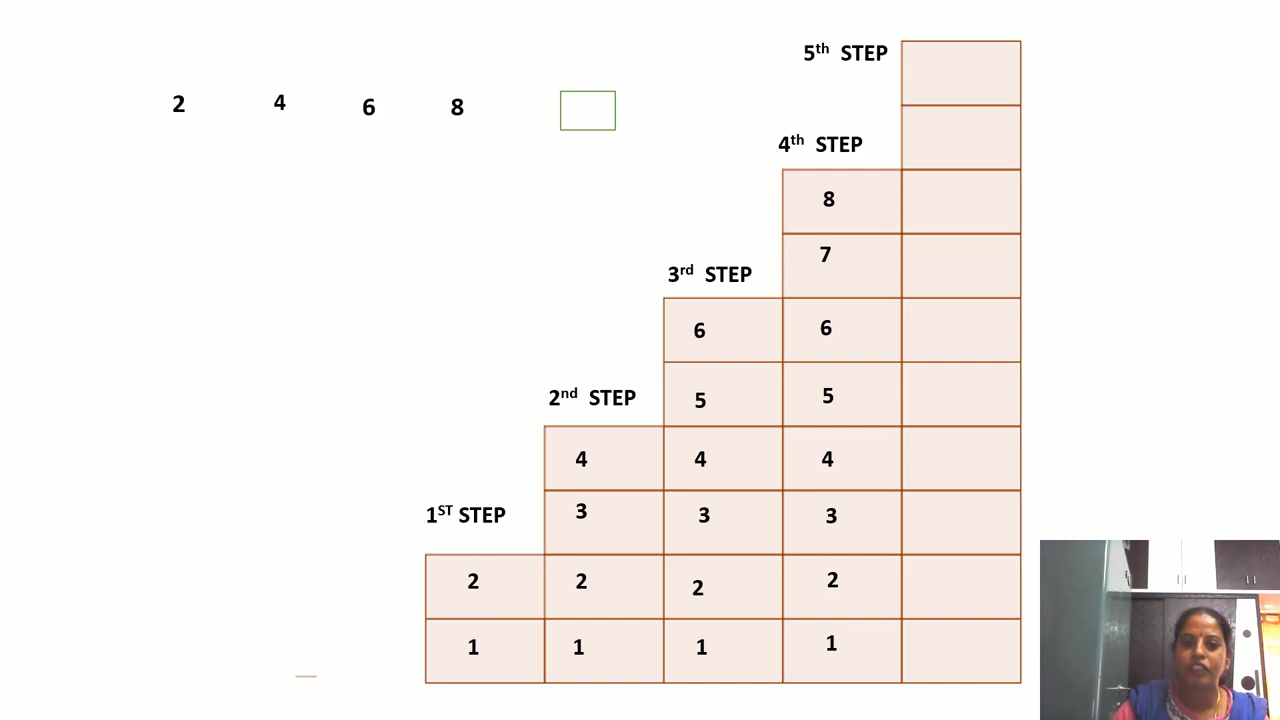 5th STEP
2 4 6 8
4th STEP
8
7
3rd STEP
6 6
5 5
2nd STEP
4 4 4
1ST STEP
3 3 3
2 2 2 2
1 1 1 1